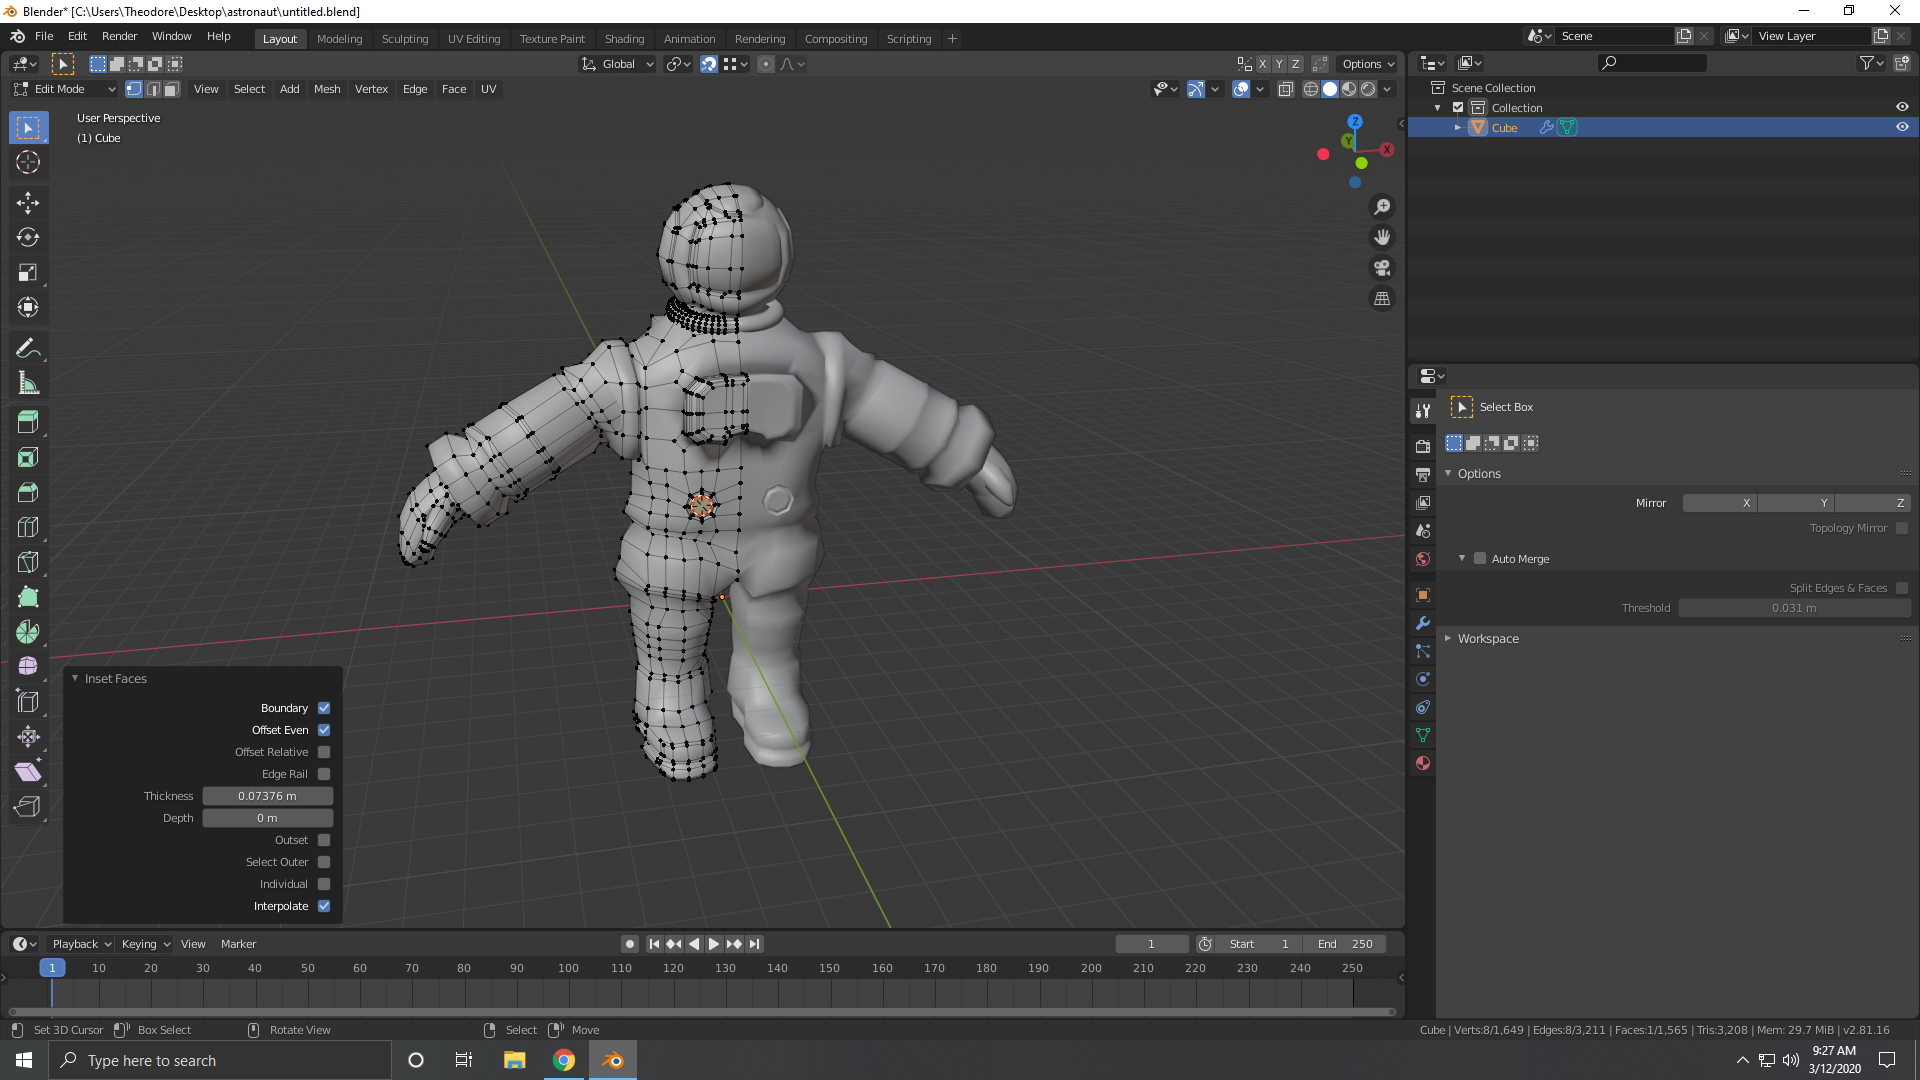 Blender* [C:\Users\Theodore\Desktop\astronaut\untitled.blend]
File Edit Render Window Help Layout Modeling Sculpting UV Editing Texture Paint Shading Animation Rendering Compositing Scripting + Scene View Layer
Global X Y Z Options
Edit Mode View Select Add Mesh Vertex Edge Face UV
User Perspective
(1) Cube
Z
Y
X
Scene Collection
Collection
Cube
Select Box
Options
Mirror X Y Z
Topology Mirror
Auto Merge
Split Edges & Faces
Threshold 0.031 m
Workspace
Inset Faces
Boundary
Offset Even
Offset Relative
Edge Rail
Thickness 0.07376 m
Depth 0 m
Outset
Select Outer
Individual
Interpolate
Playback Keying View Marker 1 Start 1 End 250
1 10 20 30 40 50 60 70 80 90 100 110 120 130 140 150 160 170 180 190 200 210 220 230 240 250
Set 3D Cursor Box Select Rotate View Select Move Cube | Verts:8/1,649 | Edges:8/3,211 | Faces:1/1,565 | Tris:3,208 | Mem: 29.7 MiB | v2.81.16
Type here to search
9:27 AM
3/12/2020